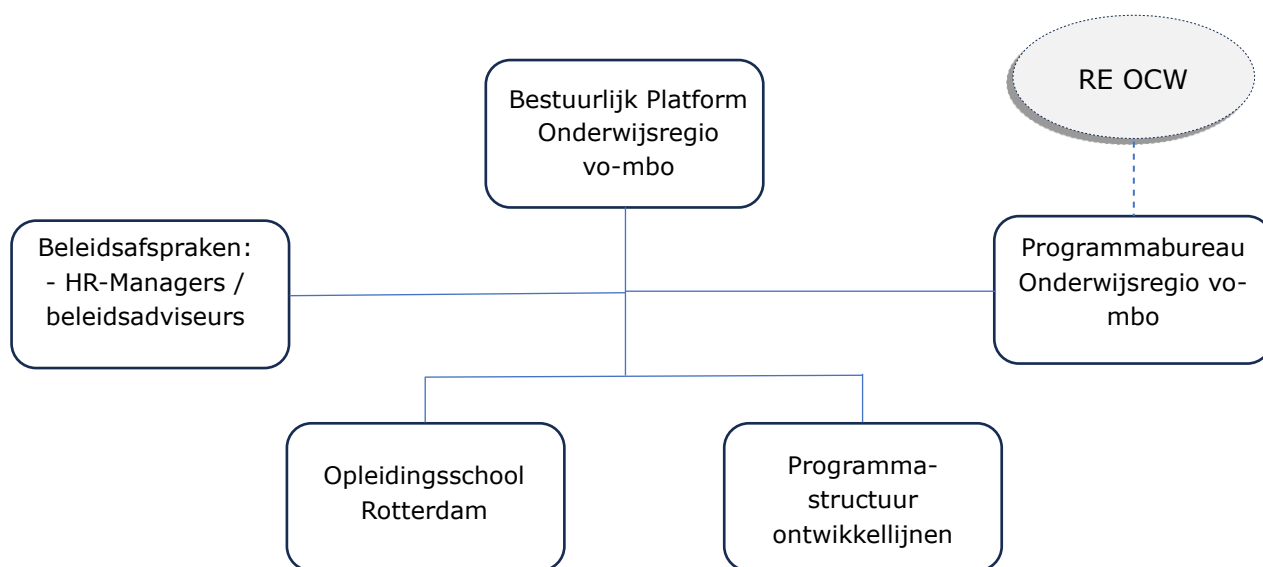 Bestuurlijk Platform
Onderwijsregio
vo-mbo
RE OCW
Beleidsafspraken:
- HR-Managers /
beleidsadviseurs
Programmabureau
Onderwijsregio vo-
mbo
Opleidingsschool
Rotterdam
Programma-
structuur
ontwikkellijnen